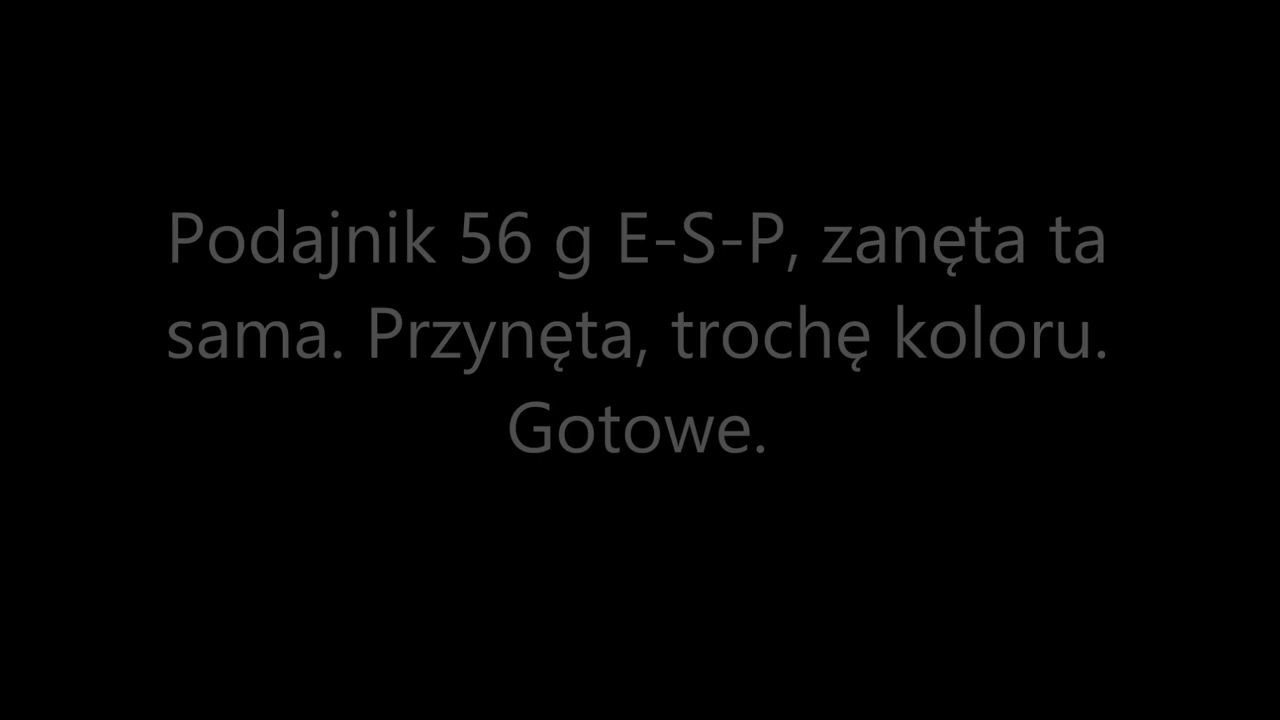 Podajnik 56 g E-S-P, zanęta ta
sama. Przynęta, trochę koloru.
Gotowe.